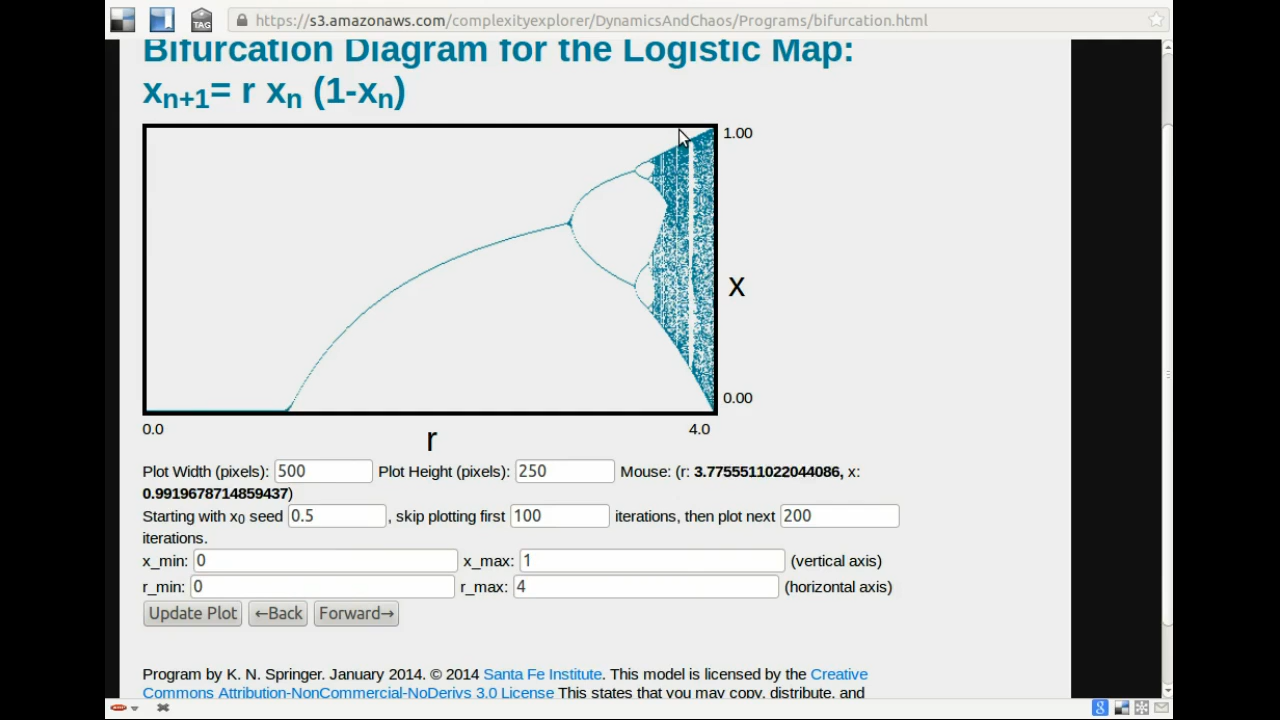 TAG https://s3.amazonaws.com/complexityexplorer/DynamicsAndChaos/Programs/bifurcation.html
Bifurcation Diagram for the Logistic Map:
xn+1= r xn (1-xn)
1.00
x
0.00
0.0 4.0
r
Plot Width (pixels): 500 Plot Height (pixels): 250 Mouse: (r: 3.7755511022044086, x:
0.9919678714859437)
Starting with x0 seed 0.5 , skip plotting first 100 iterations, then plot next 200
iterations.
x_min: 0 x_max: 1 (vertical axis)
r_min: 0 r_max: 4 (horizontal axis)
Update Plot ←Back Forward→
Program by K. N. Springer. January 2014. © 2014 Santa Fe Institute. This model is licensed by the Creative
Commons Attribution-NonCommercial-NoDerivs 3.0 License This states that you may copy, distribute, and
8